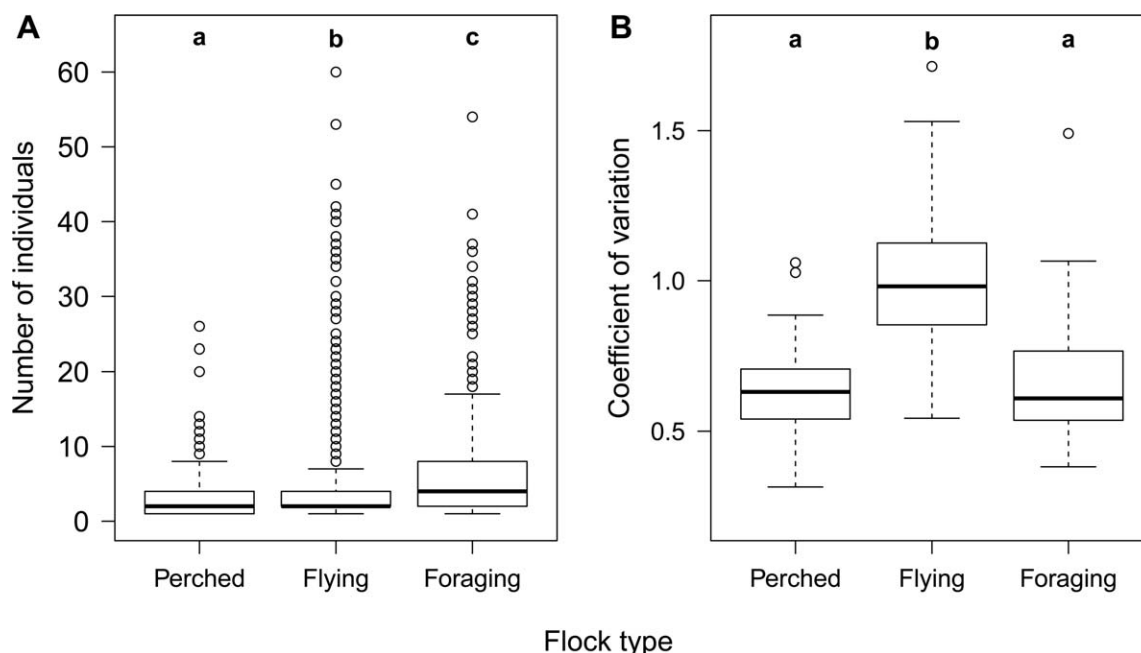 A
a b c
Number of individuals
60
50
40
30
20
10
0
Perched Flying Foraging
B
a b a
Coefficient of variation
1.5
1.0
0.5
Perched Flying Foraging
Flock type